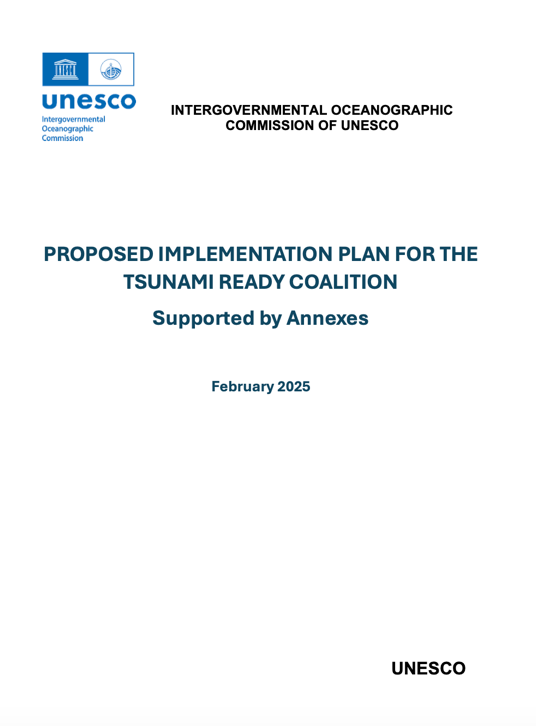 unesco
Intergovernmental
Oceanographic
Commission
INTERGOVERNMENTAL OCEANOGRAPHIC
COMMISSION OF UNESCO
PROPOSED IMPLEMENTATION PLAN FOR THE
TSUNAMI READY COALITION
Supported by Annexes
February 2025
UNESCO